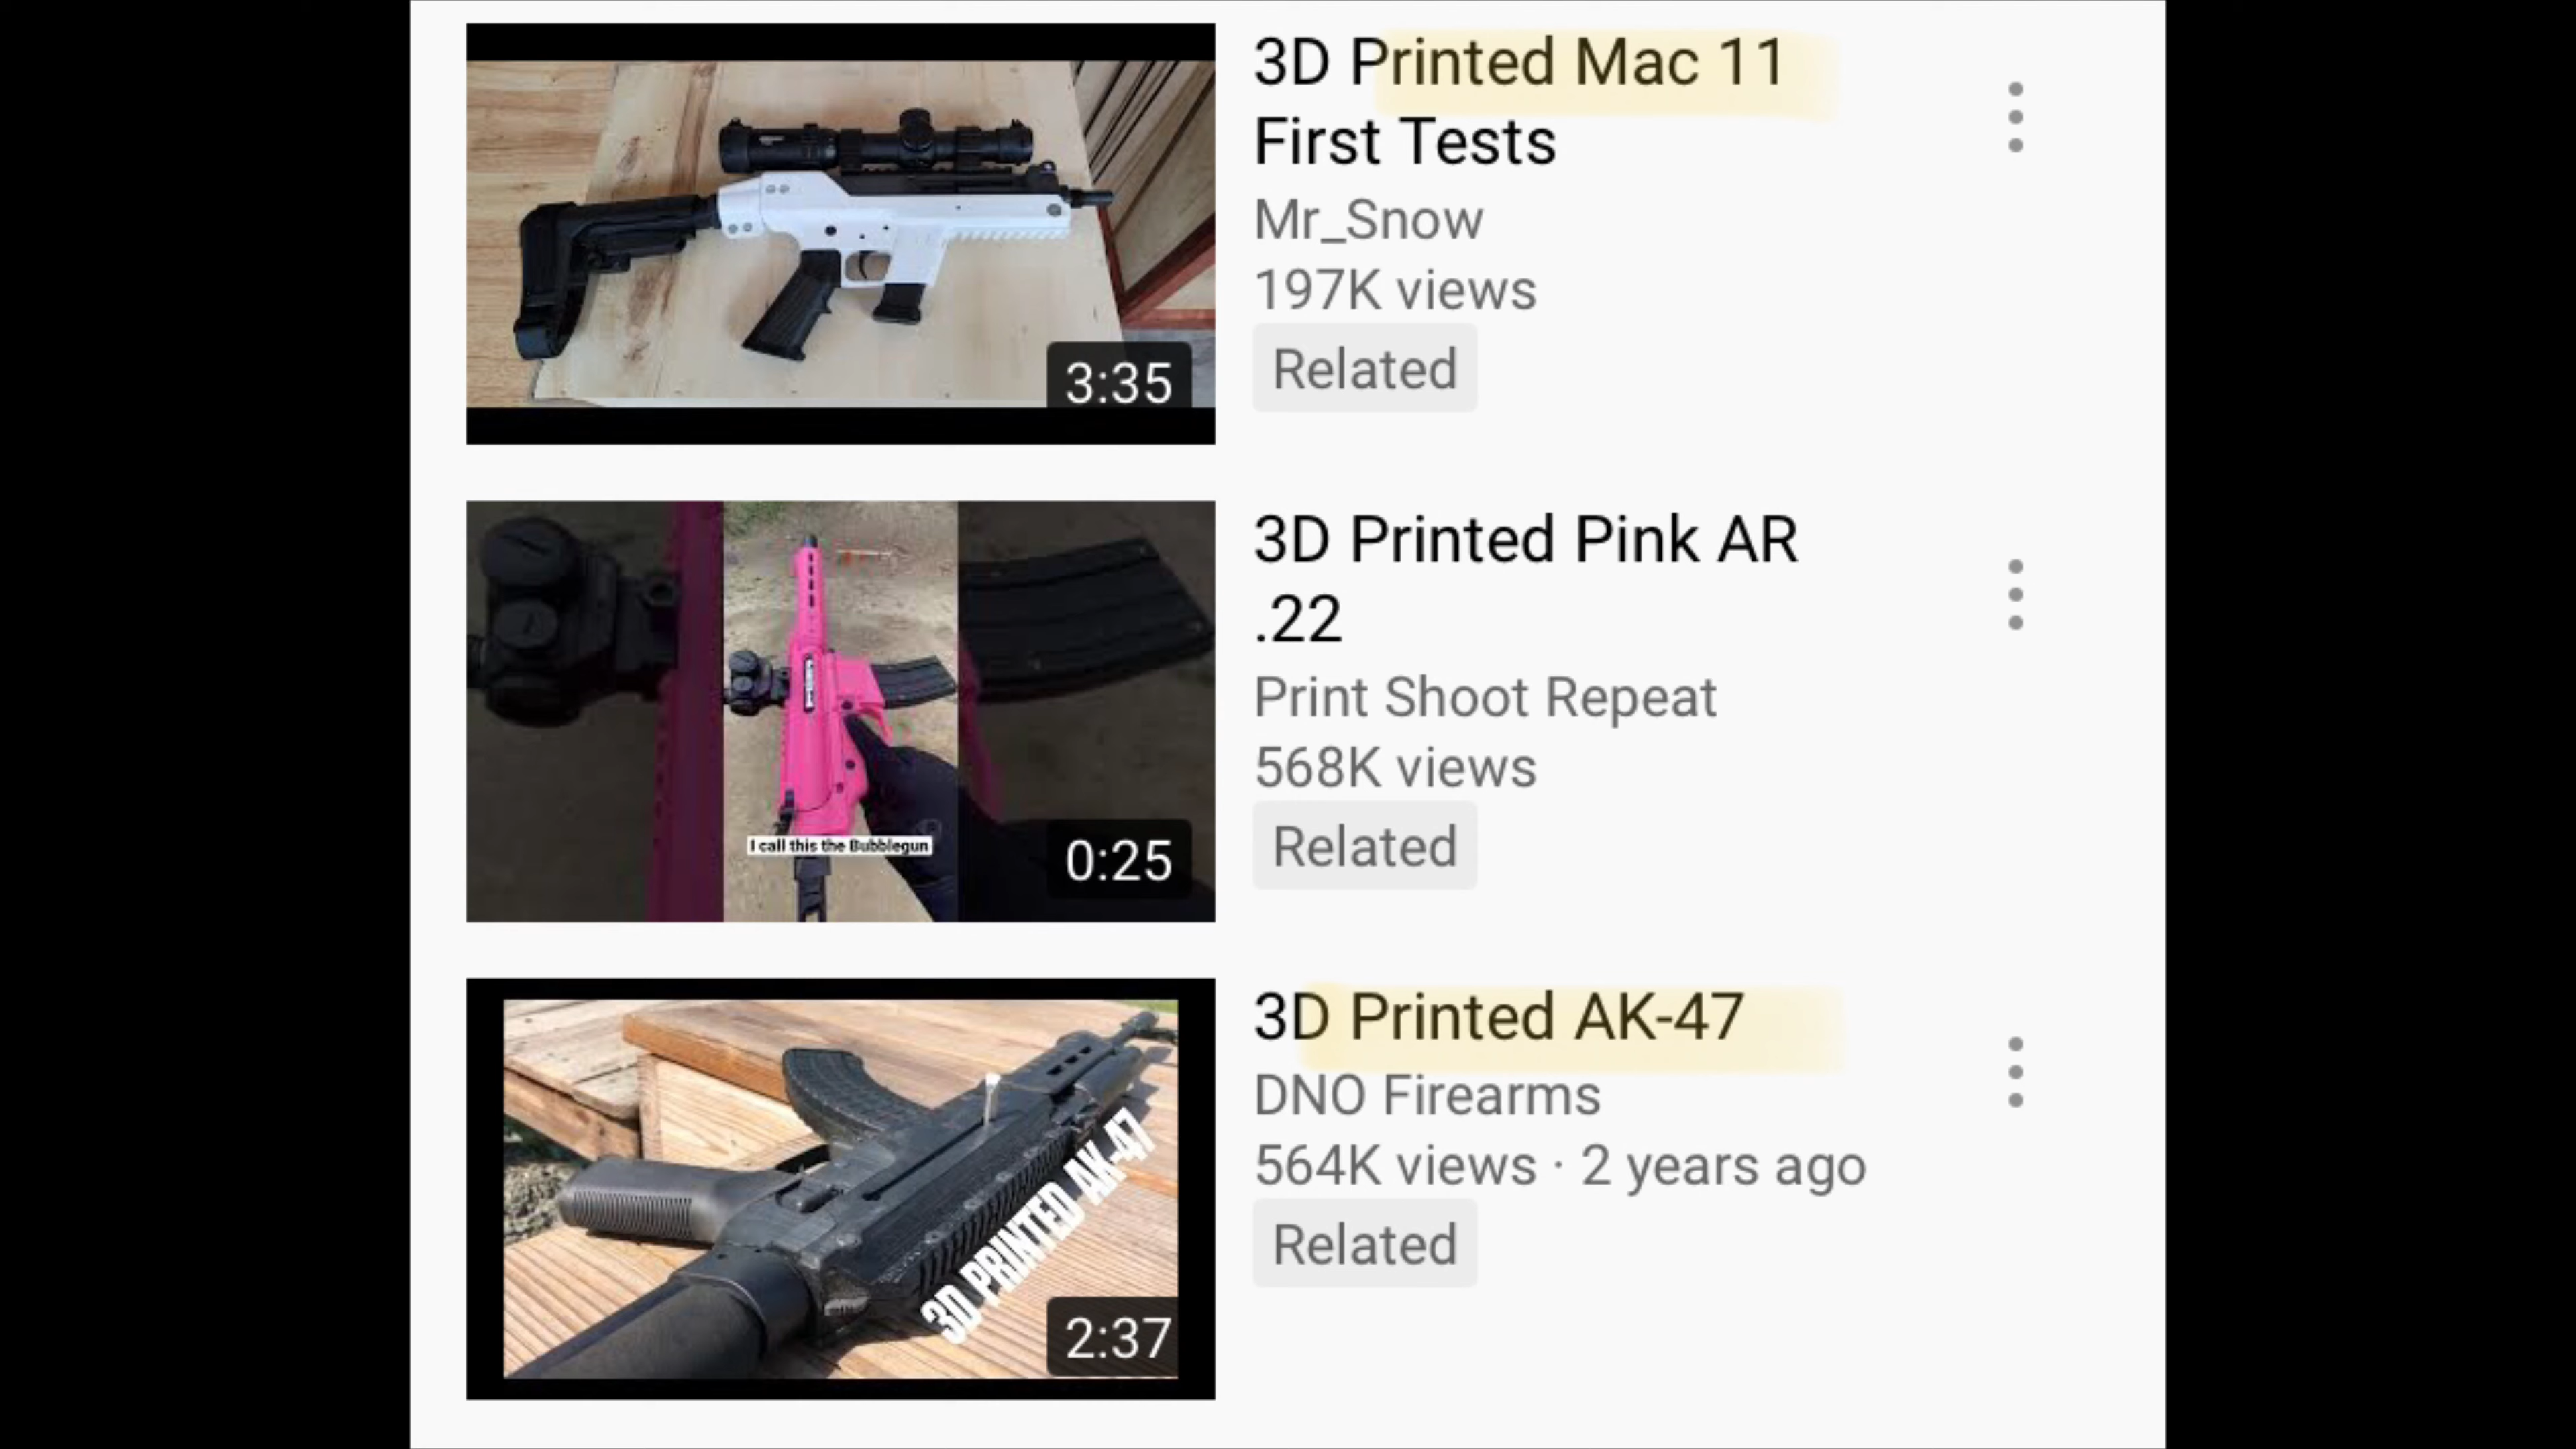 3D Printed Mac 11
First Tests
Mr_Snow
197K views
Related
3:35
3D Printed Pink AR
.22
Print Shoot Repeat
568K views
Related
I call this the Bubblegun
0:25
3D Printed AK-47
DNO Firearms
564K views · 2 years ago
Related
3D PRINTED AK-47
2:37